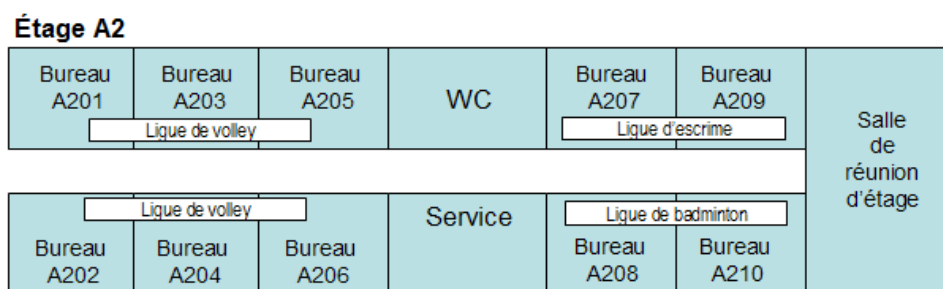 Étage A2
Bureau
A201
Bureau
A203
Bureau
A205
Ligue de volley
WC
Bureau
A207
Bureau
A209
Ligue d'escrime
Salle
de
réunion
d'étage
Ligue de volley
Bureau
A202
Bureau
A204
Bureau
A206
Service
Ligue de badminton
Bureau
A208
Bureau
A210